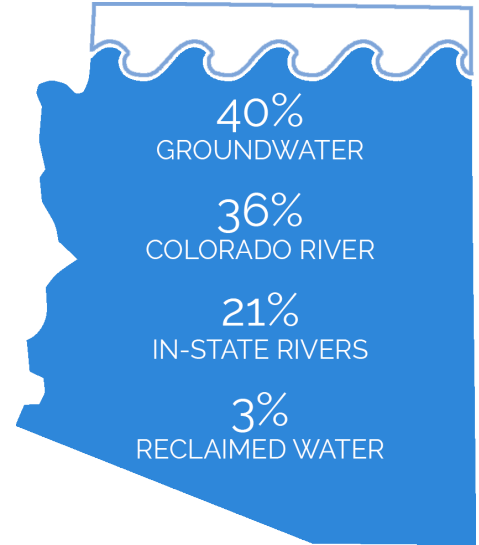 40%
GROUNDWATER
36%
COLORADO RIVER
21%
IN-STATE RIVERS
3%
RECLAIMED WATER